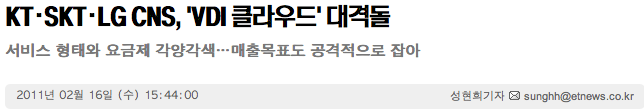 KT·SKT·LG CNS, 'VDI 클라우드' 대격돌
서비스 형태와 요금제 각양각색…매출목표도 공격적으로 잡아
2011년 02월 16일 (수) 15:44:00 성현희기자 sunghh@etnews.co.kr